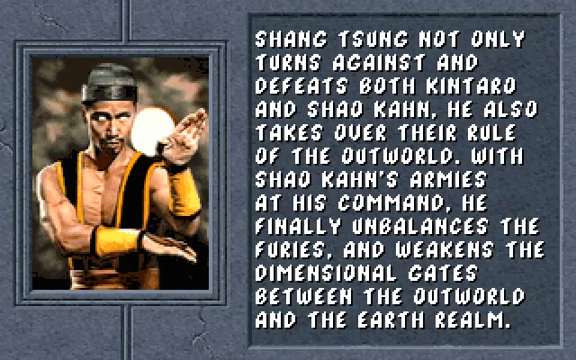 SHANG TSUNG NOT ONLY
TURNS AGAINST AND
DEFEATS BOTH KINTARO
AND SHAO KAHN, HE ALSO
TAKES OVER THEIR RULE
OF THE OUTWORLD. WITH
SHAO KAHN'S ARMIES
AT HIS COMMAND, HE
FINALLY UNBALANCES THE
FURIES, AND WEAKENS THE
DIMENSIONAL GATES
BETWEEN THE OUTWORLD
AND THE EARTH REALM.